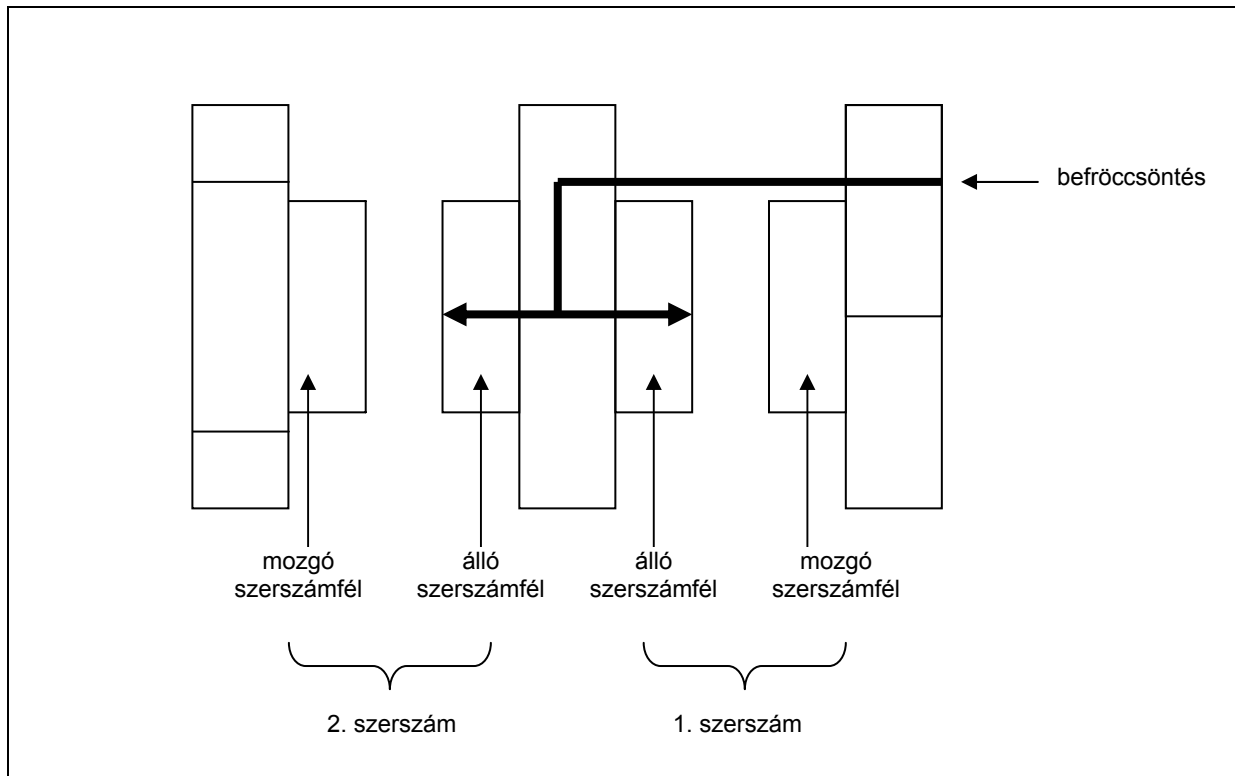 befröccsöntés
mozgó
szerszámfél
álló
szerszámfél
álló
szerszámfél
mozgó
szerszámfél
2. szerszám
1. szerszám